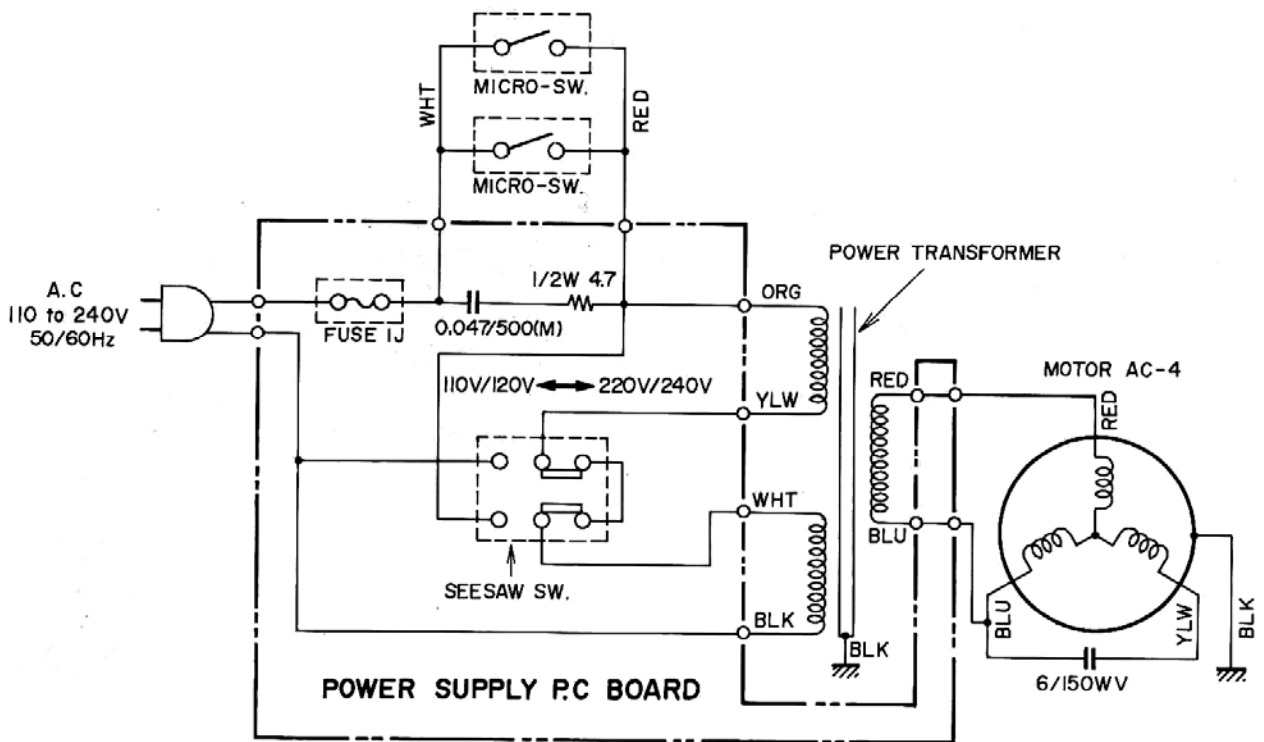 MICRO-SW.
WHT
RED
MICRO-SW.
POWER TRANSFORMER
A.C
110 to 240V
50/60Hz
FUSE 1J
1/2W 4.7
0.047/500(M)
ORG
110V/120V ↔ 220V/240V
YLW
RED
MOTOR AC-4
RED
WHT
BLU
SEESAW SW.
BLK
BLK
BLU
YLW
BLK
6/150WV
POWER SUPPLY P.C BOARD